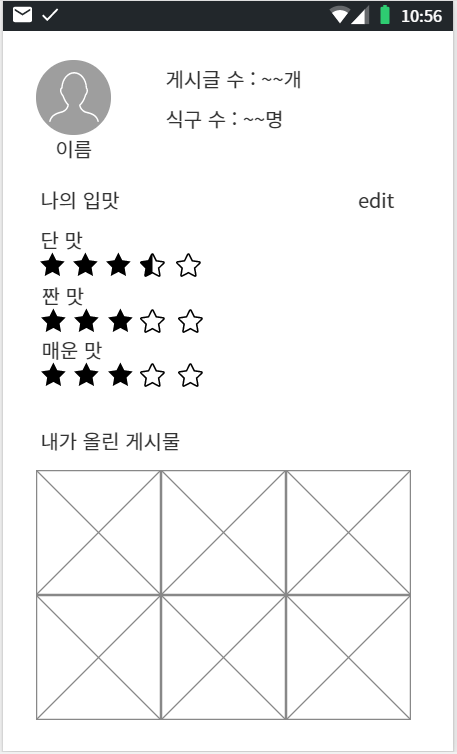 10:56
게시글 수 : ~~개
식구 수 : ~~명
이름
나의 입맛 edit
단 맛
짠 맛
매운 맛
내가 올린 게시물